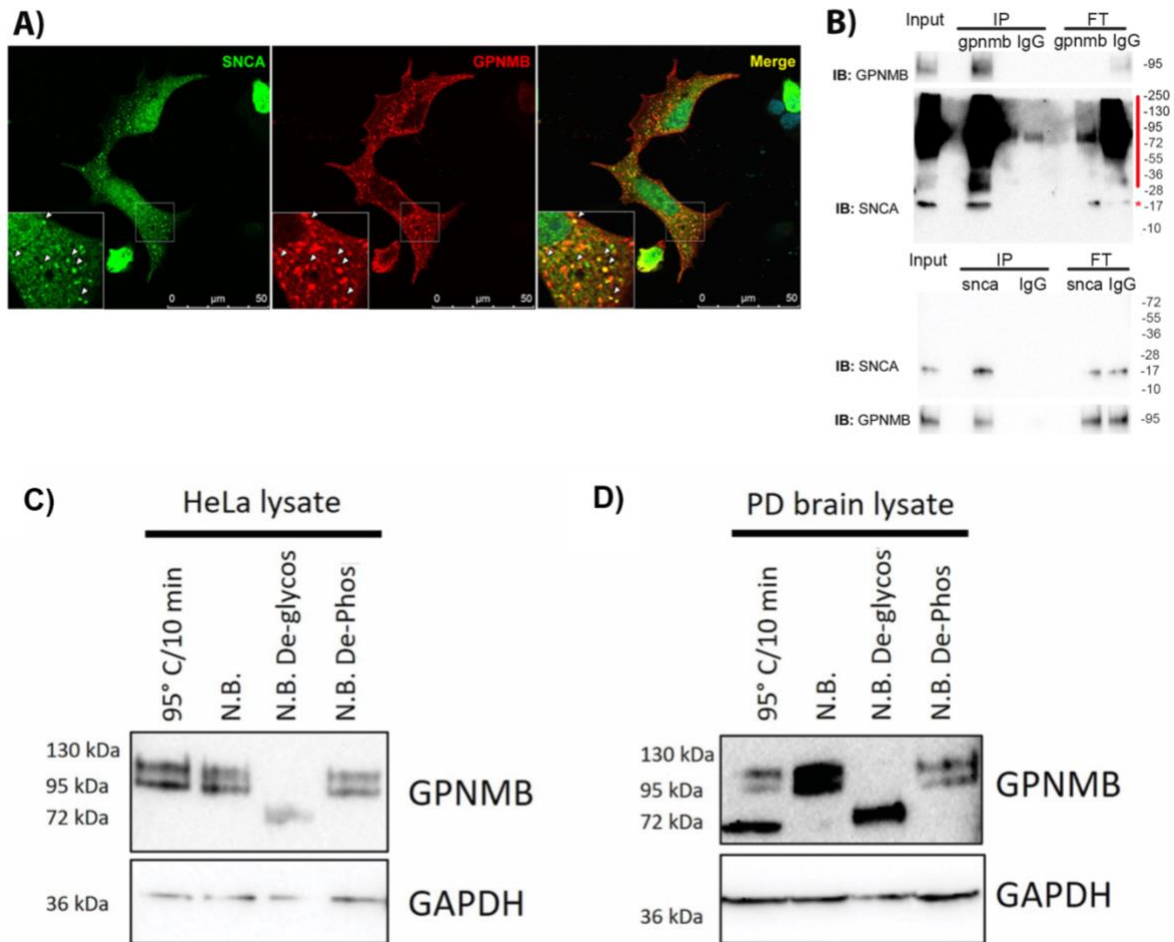 A)
SNCA
GPNMB
Merge
0 µm 50
0 µm 50
0 µm 50
B)
Input IP FT
gpnmb IgG gpnmb IgG
IB: GPNMB
-95
-250
-130
-95
-72
-55
-36
-28
*-17
-10
IB: SNCA
Input IP FT
snca IgG snca IgG
-72
-55
-36
-28
IB: SNCA -17
-10
IB: GPNMB -95
C)
HeLa lysate
95° C/10 min
N.B.
N.B. De-glycos
N.B. De-Phos
130 kDa
95 kDa
72 kDa
GPNMB
36 kDa
GAPDH
D)
PD brain lysate
95° C/10 min
N.B.
N.B. De-glycos
N.B. De-Phos
130 kDa
95 kDa
72 kDa
GPNMB
36 kDa
GAPDH